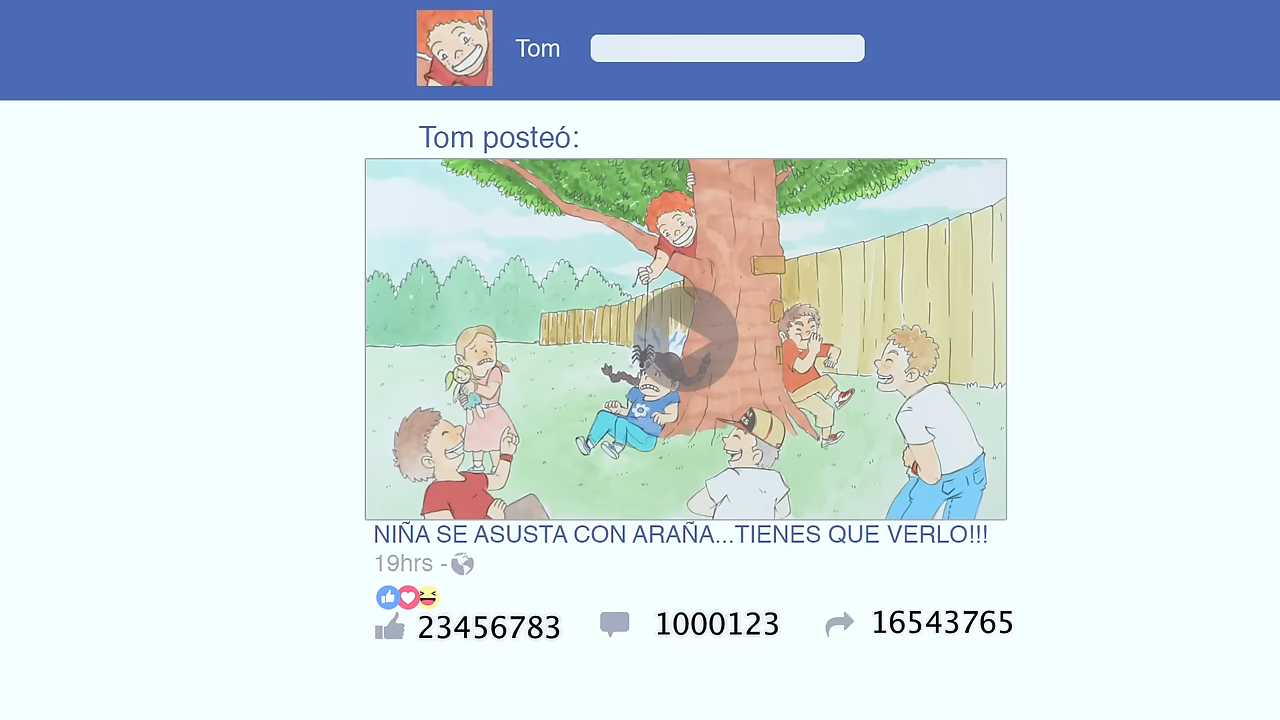 Tom
Tom posteó:
NIÑA SE ASUSTA CON ARAÑA...TIENES QUE VERLO!!!
19hrs -
23456783 1000123 16543765